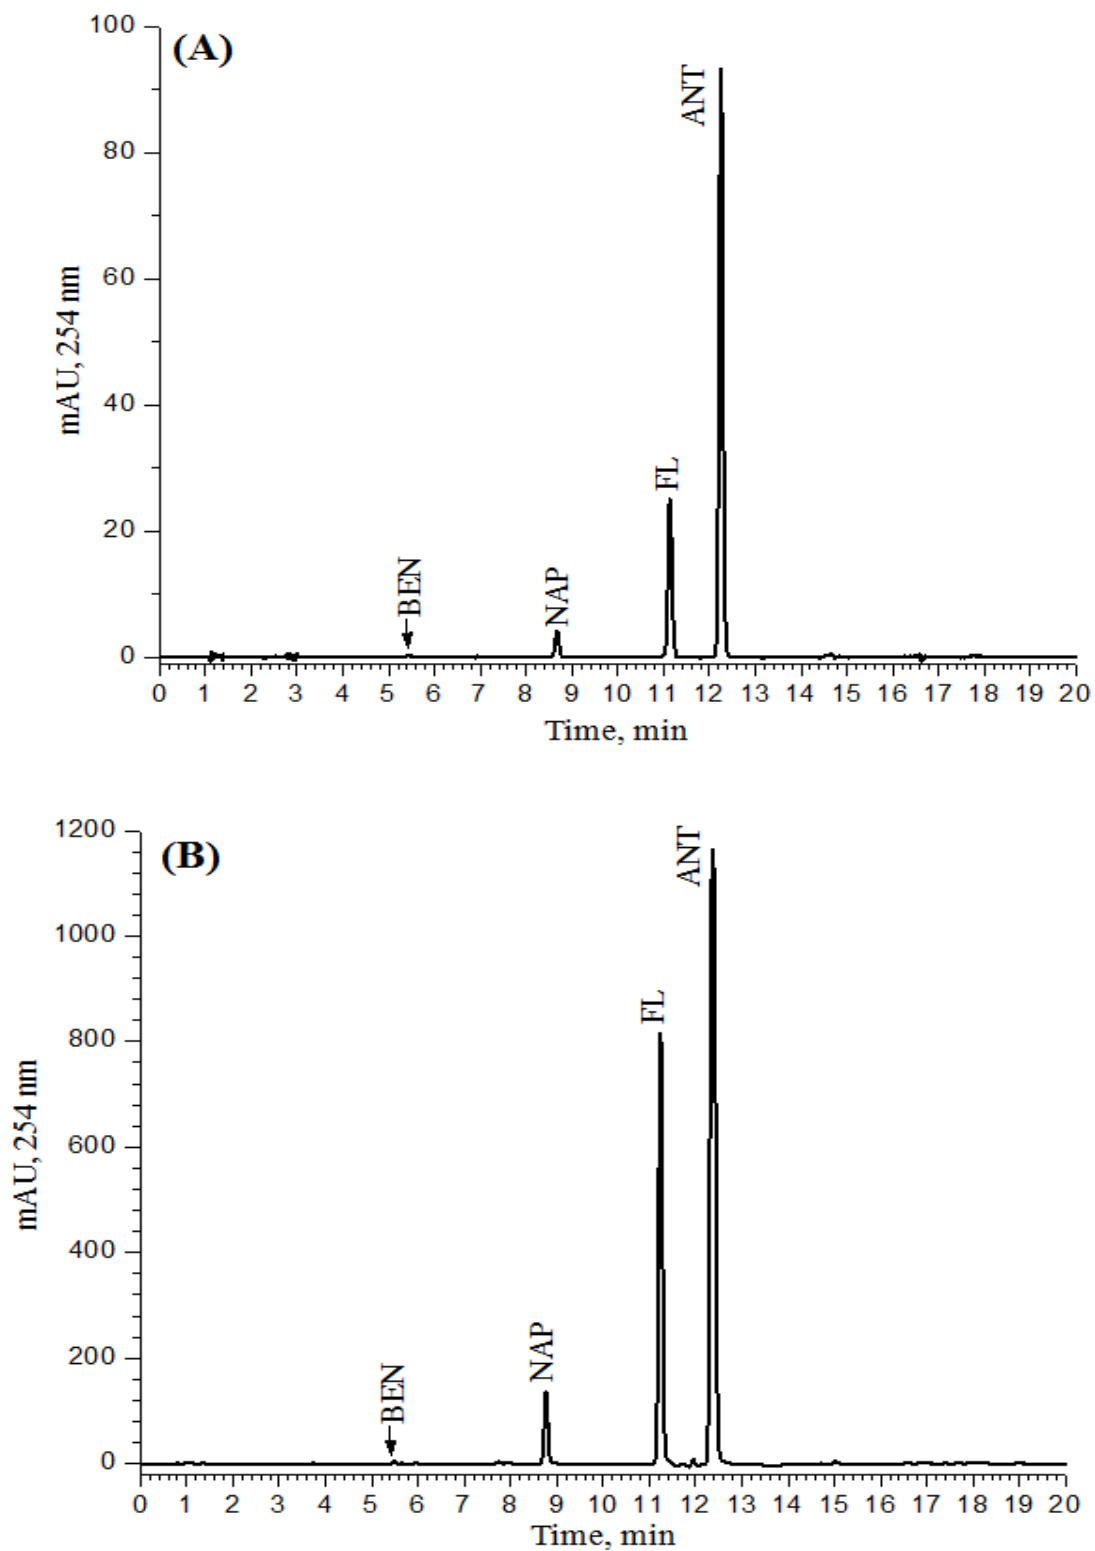 (A)
100
80
60
40
20
0
mAU, 254 nm
BEN
NAP
FL
ANT
0 1 2 3 4 5 6 7 8 9 10 11 12 13 14 15 16 17 18 19 20
Time, min
(B)
1200
1000
800
600
400
200
0
mAU, 254 nm
BEN
NAP
FL
ANT
0 1 2 3 4 5 6 7 8 9 10 11 12 13 14 15 16 17 18 19 20
Time, min